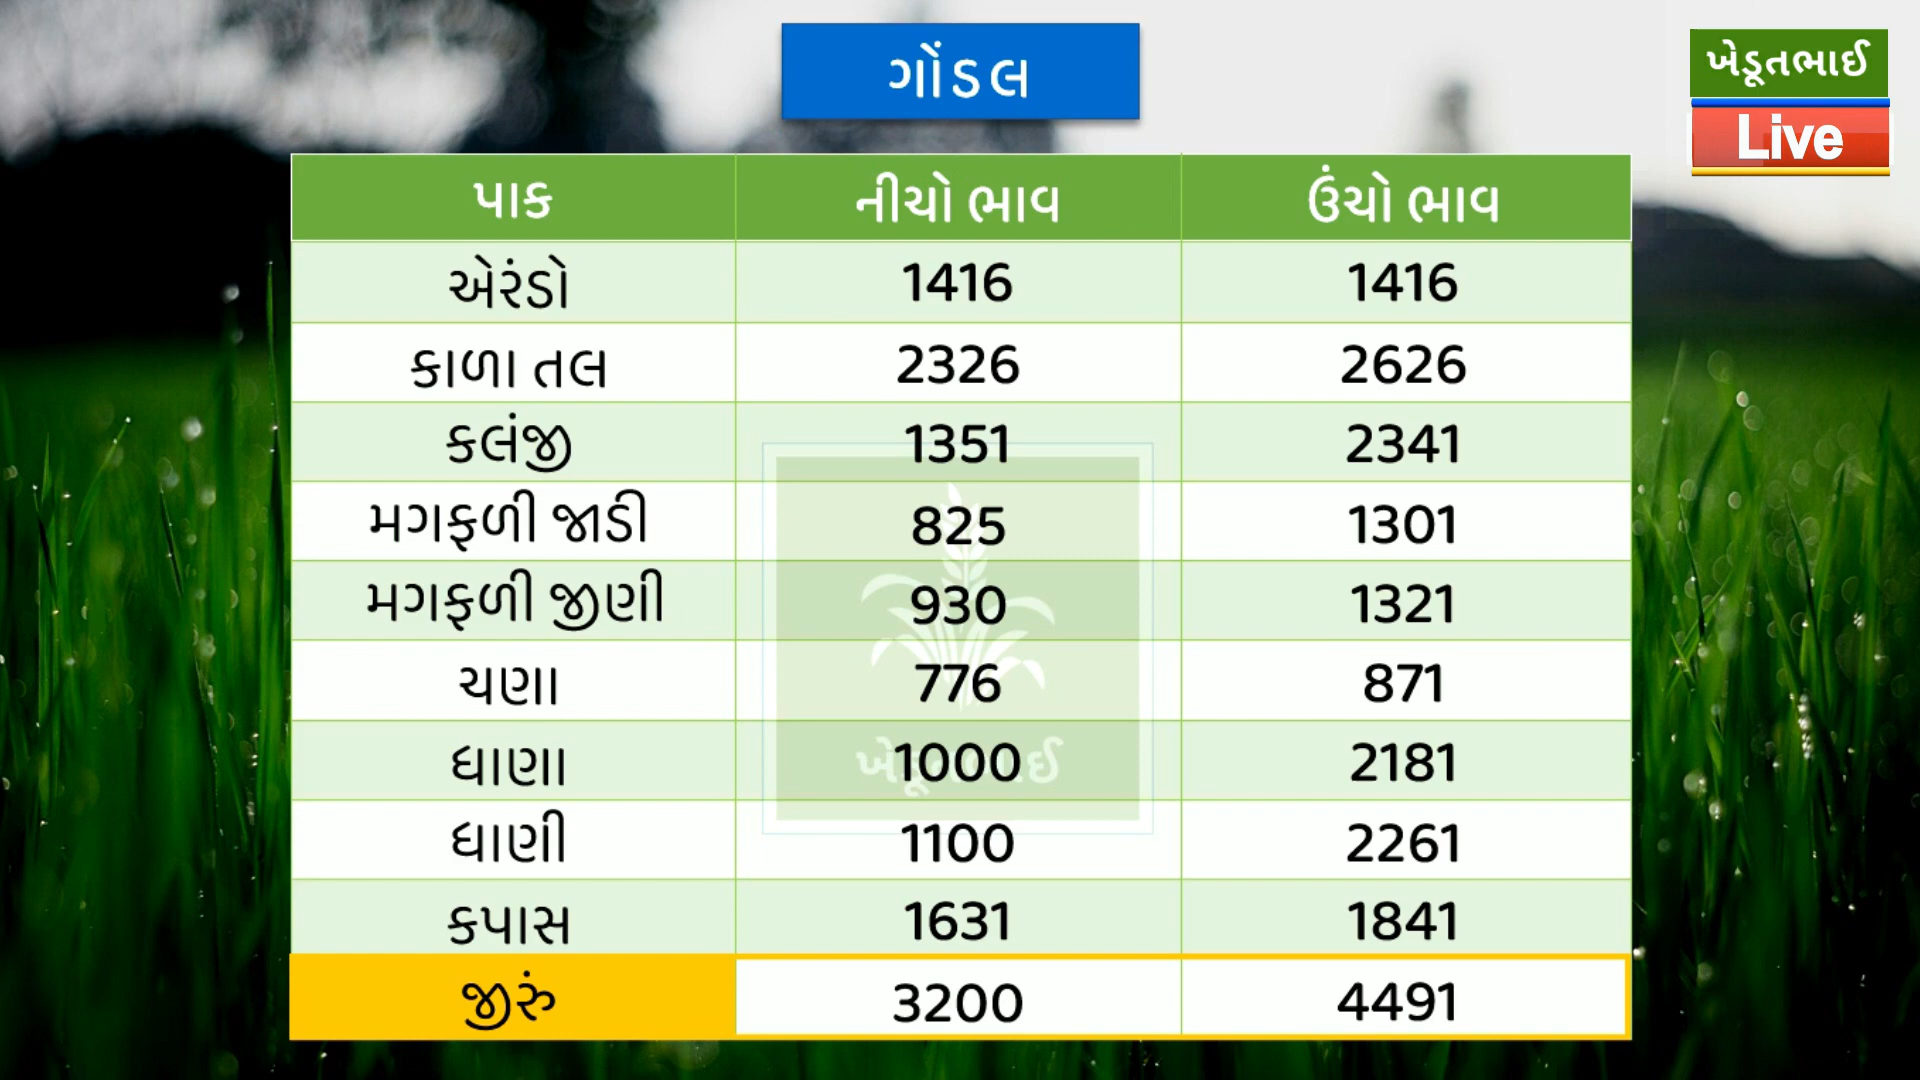 ગોંડલ
ખેડૂતભાઈ
Live
પાક નીચો ભાવ ઉંચો ભાવ
એરંડો 1416 1416
કાળા તલ 2326 2626
કલંજી 1351 2341
મગફળી જાડી 825 1301
મગફળી જીણી 930 1321
ચણા 776 871
ધાણા 1000 2181
ધાણી 1100 2261
કપાસ 1631 1841
જીરું 3200 4491